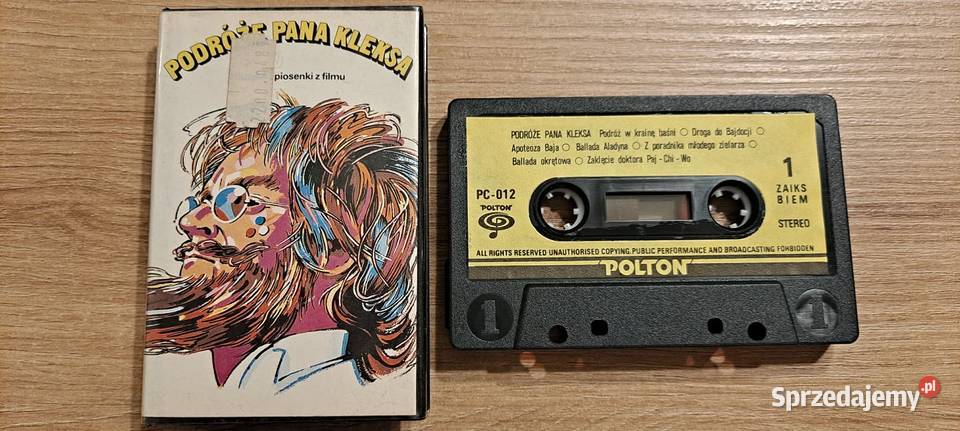 PODRÓŻE PANA KLEKSA
piosenki z filmu
PODRÓŻE PANA KLEKSA Podróż w krainę baśni ○ Droga do Bajdocji ○
Apoteoza Baja ○ Ballada Aladyna ○ Z poradnika młodego zielarza ○
Ballada okrętowa ○ Zaklęcie doktora Paj - Chi - Wo
PC-012
"POLTON"
1
ZAIKS
BIEM
STEREO
ALL RIGHTS RESERVED UNAUTHORISED COPYING, PUBLIC PERFORMANCE AND BROADCASTING FORBIDDEN
"POLTON"
1
1
Sprzedajemy.pl